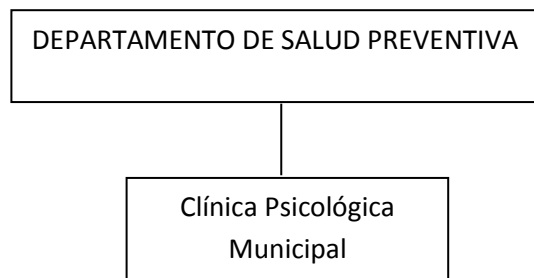 DEPARTAMENTO DE SALUD PREVENTIVA
Clínica Psicológica
Municipal